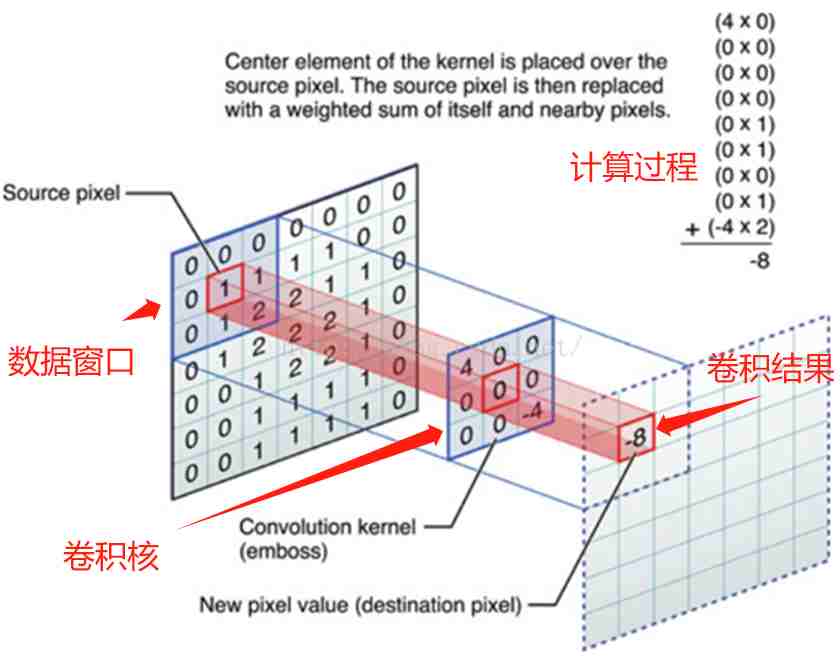 (4 x 0)
(0 x 0)
(0 x 0)
(0 x 0)
(0 x 1)
(0 x 1)
(0 x 0)
(0 x 1)
+ (-4 x 2)
-8
Center element of the kernel is placed over the
source pixel. The source pixel is then replaced
with a weighted sum of itself and nearby pixels.
计算过程
Source pixel
0 0 0 0 0 0 0
0 1 1 1 1 0 0
0 1 2 2 2 1 0
0 1 2 2 2 1 0
0 0 1 2 2 1 0
0 0 1 1 1 1 0
0 0 1 1 1 1 0
数据窗口
4 0 0
0 0 0
0 0 -4
卷积结果
-8
卷积核
Convolution kernel
(emboss)
New pixel value (destination pixel)